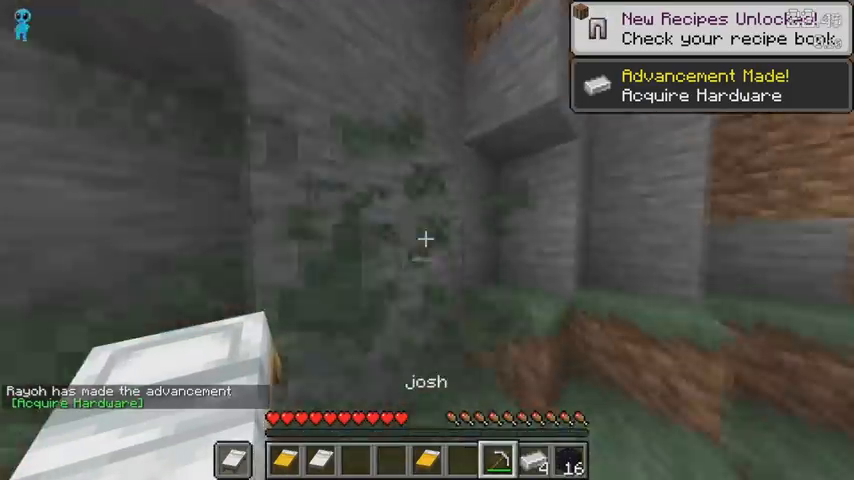 New Recipes Unlocked!
Check your recipe book
Advancement Made!
Acquire Hardware
josh
Rayoh has made the advancement
[Acquire Hardware]
4
16